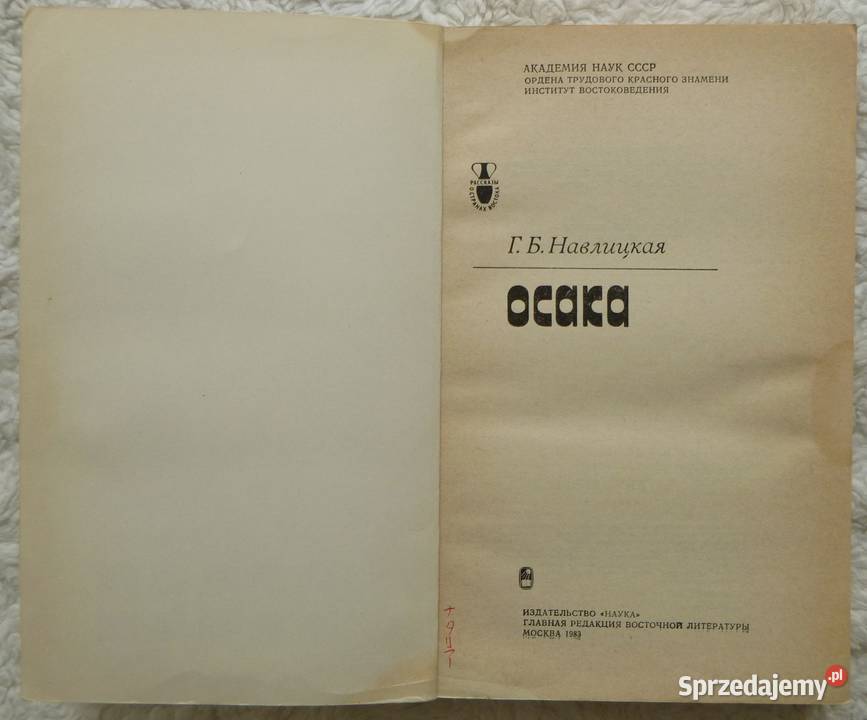 АКАДЕМИЯ НАУК СССР
ОРДЕНА ТРУДОВОГО КРАСНОГО ЗНАМЕНИ
ИНСТИТУТ ВОСТОКОВЕДЕНИЯ
РАССКАЗЫ
О СТРАНАХ ВОСТОКА
Г. Б. Навлицкая
осака
ИЗДАТЕЛЬСТВО «НАУКА»
ГЛАВНАЯ РЕДАКЦИЯ ВОСТОЧНОЙ ЛИТЕРАТУРЫ
МОСКВА 1983
Sprzedajemy.pl